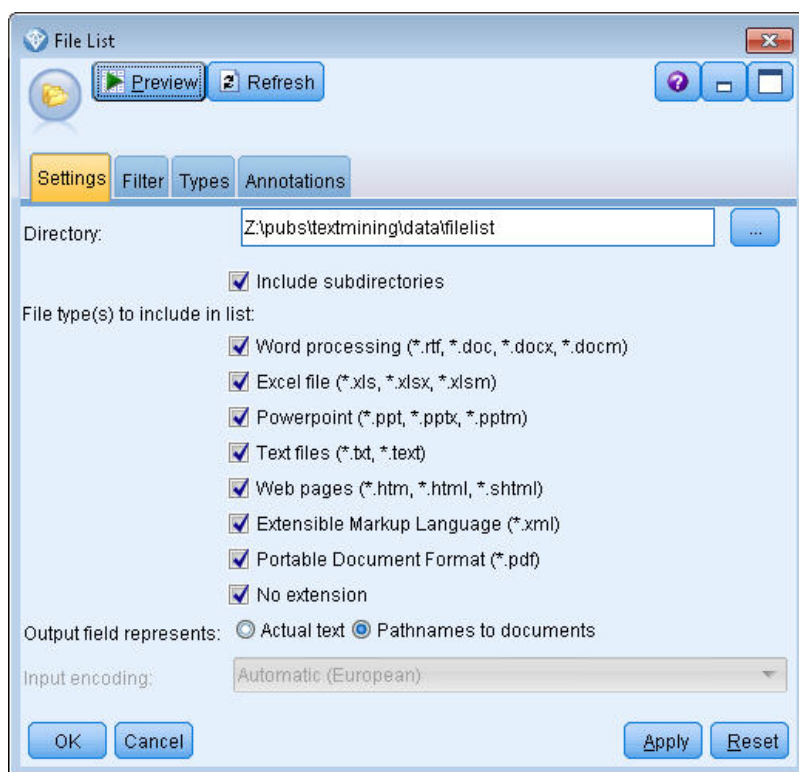 File List
Preview Refresh ?
Settings Filter Types Annotations
Directory: Z:\pubs\textmining\data\filelist ...
Include subdirectories
File type(s) to include in list:
Word processing (*.rtf, *.doc, *.docx, *.docm)
Excel file (*.xls, *.xlsx, *.xlsm)
Powerpoint (*.ppt, *.pptx, *.pptm)
Text files (*.txt, *.text)
Web pages (*.htm, *.html, *.shtml)
Extensible Markup Language (*.xml)
Portable Document Format (*.pdf)
No extension
Output field represents: Actual text Pathnames to documents
Input encoding: Automatic (European)
OK Cancel Apply Reset